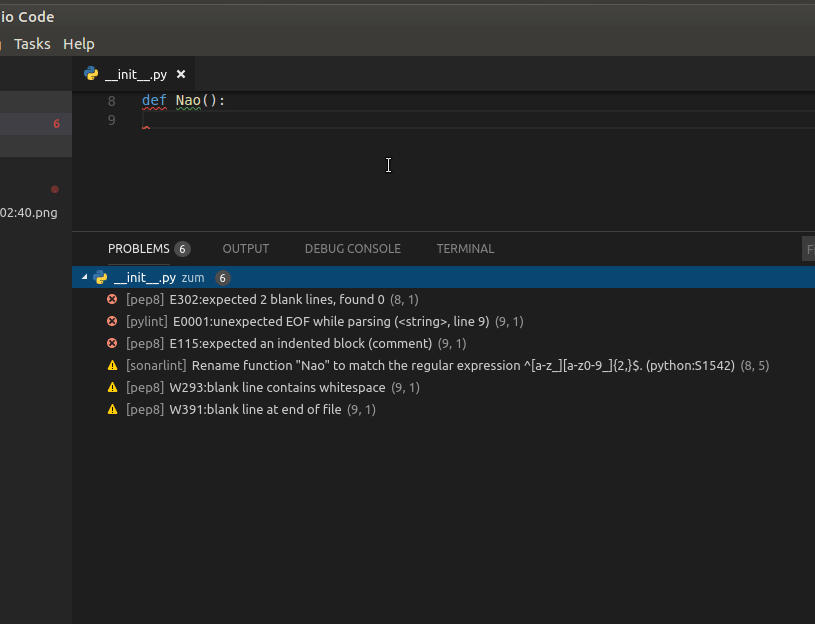 io Code
Tasks Help
__init__.py ×
8 def Nao():
6
9
02:40.png
PROBLEMS 6 OUTPUT DEBUG CONSOLE TERMINAL
__init__.py zum 6
[pep8] E302:expected 2 blank lines, found 0 (8, 1)
[pylint] E0001:unexpected EOF while parsing (<string>, line 9) (9, 1)
[pep8] E115:expected an indented block (comment) (9, 1)
[sonarlint] Rename function "Nao" to match the regular expression ^[a-z_][a-z0-9_]{2,}$. (python:S1542) (8, 5)
[pep8] W293:blank line contains whitespace (9, 1)
[pep8] W391:blank line at end of file (9, 1)